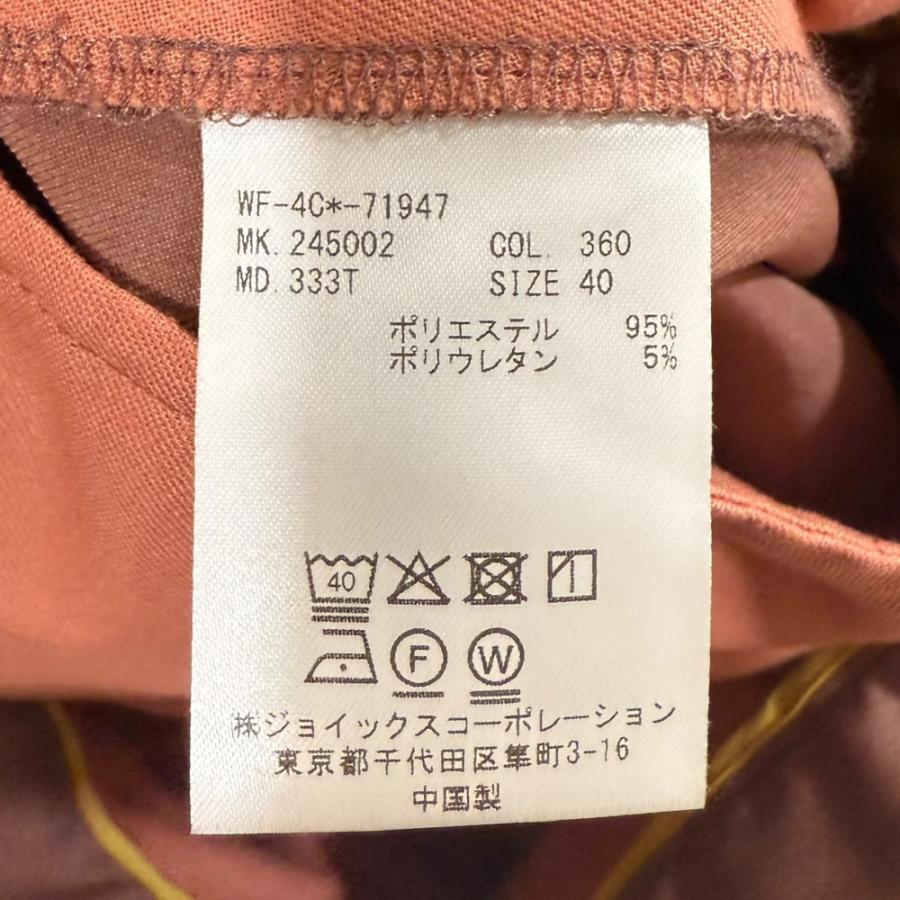 WF-4C*-71947
MK. 245002 COL. 360
MD. 333T SIZE 40
ポリエステル 95%
ポリウレタン 5%
40
F W
㈱ジョイックスコーポレーション
東京都千代田区隼町3-16
中国製